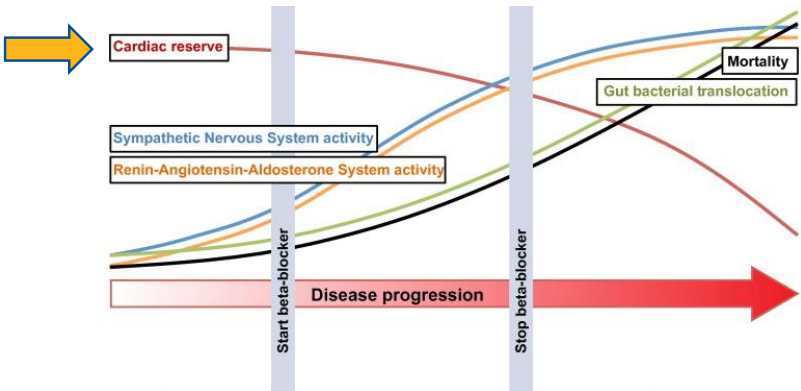 Cardiac reserve
Mortality
Gut bacterial translocation
Sympathetic Nervous System activity
Renin-Angiotensin-Aldosterone System activity
Start beta-blocker
Stop beta-blocker
Disease progression